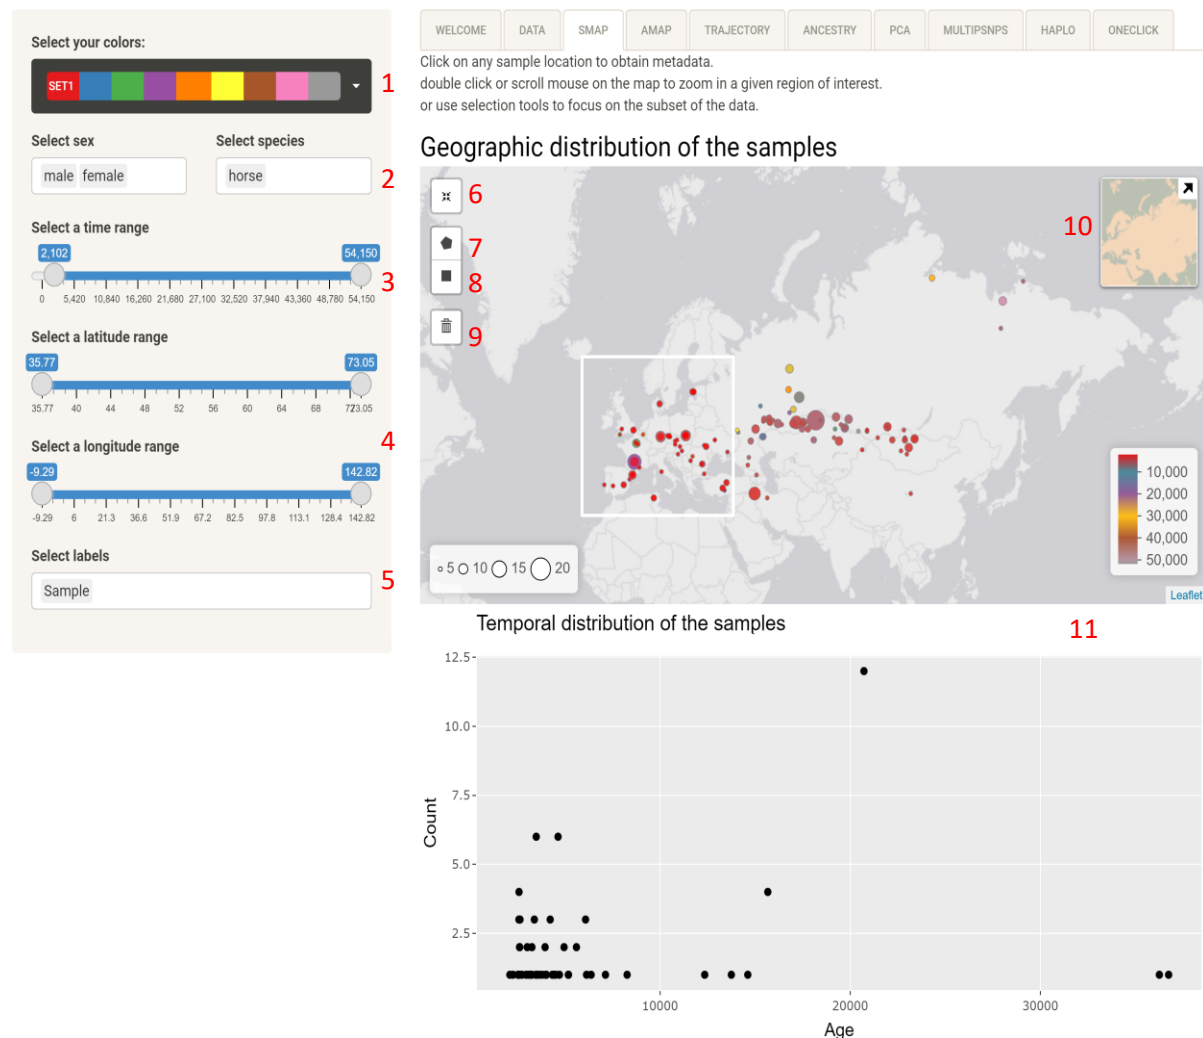 Select your colors:
SET1
1
Select sex
Select species
male female
horse
2
Select a time range
2,102
54,150
3
0 5,420 10,840 16,260 21,680 27,100 32,520 37,940 43,360 48,780 54,150
Select a latitude range
35.77
73.05
35.77 40 44 48 52 56 60 64 68 72 73.05
Select a longitude range
4
-9.29
142.82
-9.29 6 21.3 36.6 51.9 67.2 82.5 97.8 113.1 128.4 142.82
Select labels
Sample
5
WELCOME DATA SMAP AMAP TRAJECTORY ANCESTRY PCA MULTIPSNPS HAPLO ONECLICK
Click on any sample location to obtain metadata.
double click or scroll mouse on the map to zoom in a given region of interest.
or use selection tools to focus on the subset of the data.
Geographic distribution of the samples
6
7
8
9
10
10,000
20,000
30,000
40,000
50,000
5 10 15 20
Leaflet
Temporal distribution of the samples
11
12.5
10.0
7.5
5.0
2.5
Count
10000 20000 30000
Age